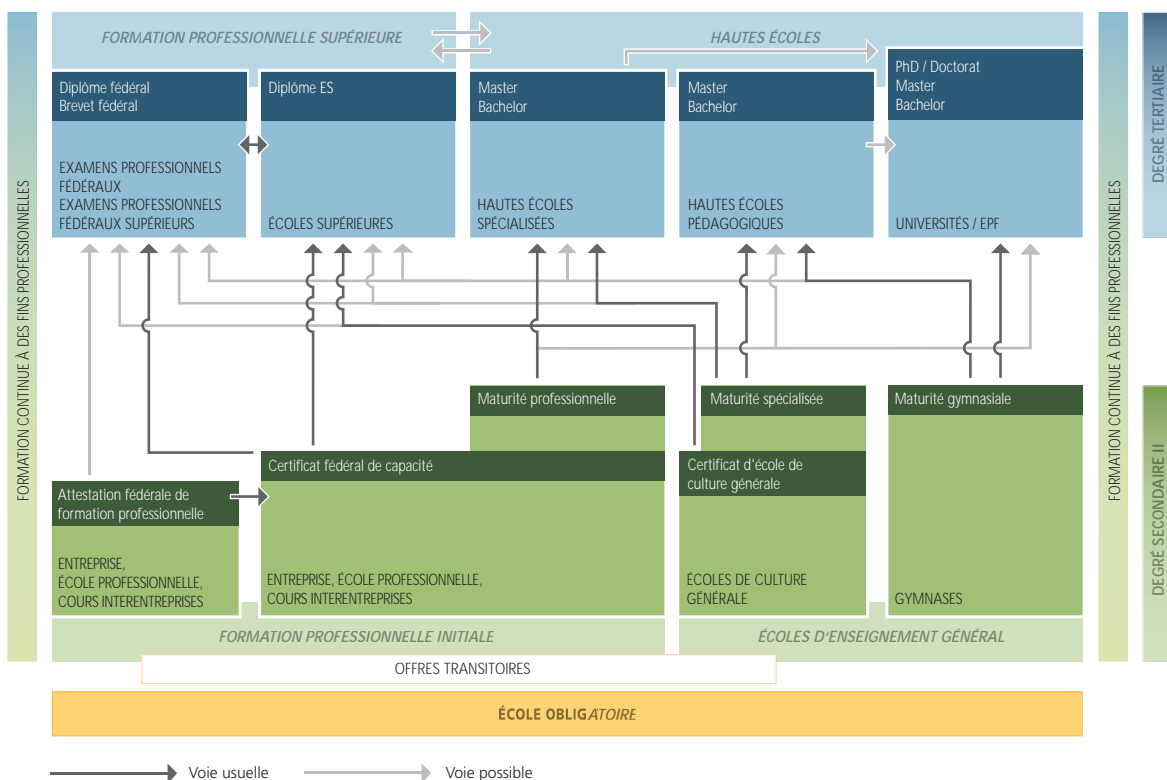 FORMATION PROFESSIONNELLE SUPÉRIEURE
HAUTES ÉCOLES
Diplôme fédéral
Brevet fédéral
EXAMENS PROFESSIONNELS
FÉDÉRAUX
EXAMENS PROFESSIONNELS
FÉDÉRAUX SUPÉRIEURS
Diplôme ES
ÉCOLES SUPÉRIEURES
Master
Bachelor
HAUTES ÉCOLES
SPÉCIALISÉES
Master
Bachelor
HAUTES ÉCOLES
PÉDAGOGIQUES
PhD / Doctorat
Master
Bachelor
UNIVERSITÉS / EPF
FORMATION CONTINUE À DES FINS PROFESSIONNELLES
FORMATION CONTINUE À DES FINS PROFESSIONNELLES
DEGRÉ TERTIAIRE
DEGRÉ SECONDAIRE II
Maturité professionnelle
Maturité spécialisée
Maturité gymnasiale
Certificat fédéral de capacité
Certificat d'école de
culture générale
Attestation fédérale de
formation professionnelle
ENTREPRISE,
ÉCOLE PROFESSIONNELLE,
COURS INTERENTREPRISES
ENTREPRISE, ÉCOLE PROFESSIONNELLE,
COURS INTERENTREPRISES
ÉCOLES DE CULTURE
GÉNÉRALE
GYMNASES
FORMATION PROFESSIONNELLE INITIALE
ÉCOLES D'ENSEIGNEMENT GÉNÉRAL
OFFRES TRANSITOIRES
ÉCOLE OBLIGATOIRE
Voie usuelle
Voie possible